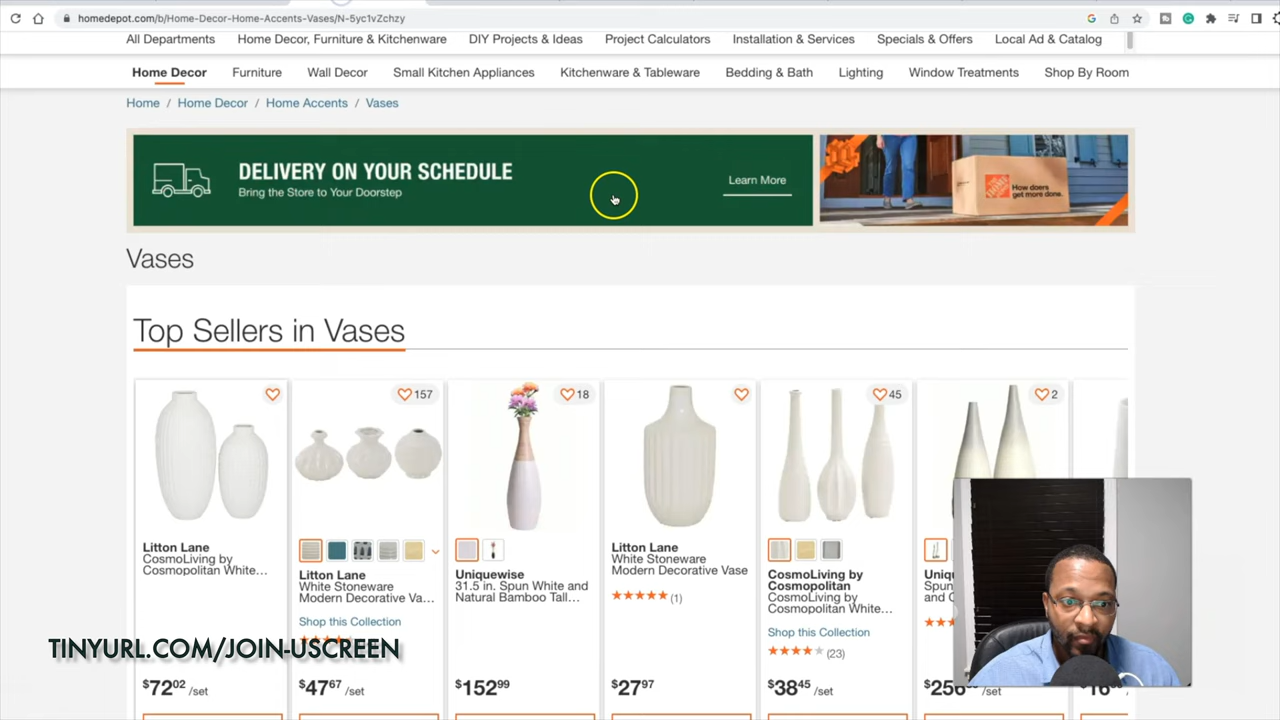 homedepot.com/b/Home-Decor-Home-Accents-Vases/N-5yc1vZchzy
All Departments Home Decor, Furniture & Kitchenware DIY Projects & Ideas Project Calculators Installation & Services Specials & Offers Local Ad & Catalog
Home Decor Furniture Wall Decor Small Kitchen Appliances Kitchenware & Tableware Bedding & Bath Lighting Window Treatments Shop By Room
Home / Home Decor / Home Accents / Vases
DELIVERY ON YOUR SCHEDULE
Bring the Store to Your Doorstep
Learn More
How doers
get more done.
Vases
Top Sellers in Vases
157 18 45 2
Litton Lane
CosmoLiving by
Cosmopolitan White...
Litton Lane
White Stoneware
Modern Decorative Va...
Shop this Collection
Uniquewise
31.5 in. Spun White and
Natural Bamboo Tall...
Litton Lane
White Stoneware
Modern Decorative Vase
(1)
CosmoLiving by
Cosmopolitan
CosmoLiving by
Cosmopolitan White...
Shop this Collection
(23)
TINYURL.COM/JOIN-USCREEN
$72 02 /set $47 67 /set $152 99 $27 97 $38 45 /set